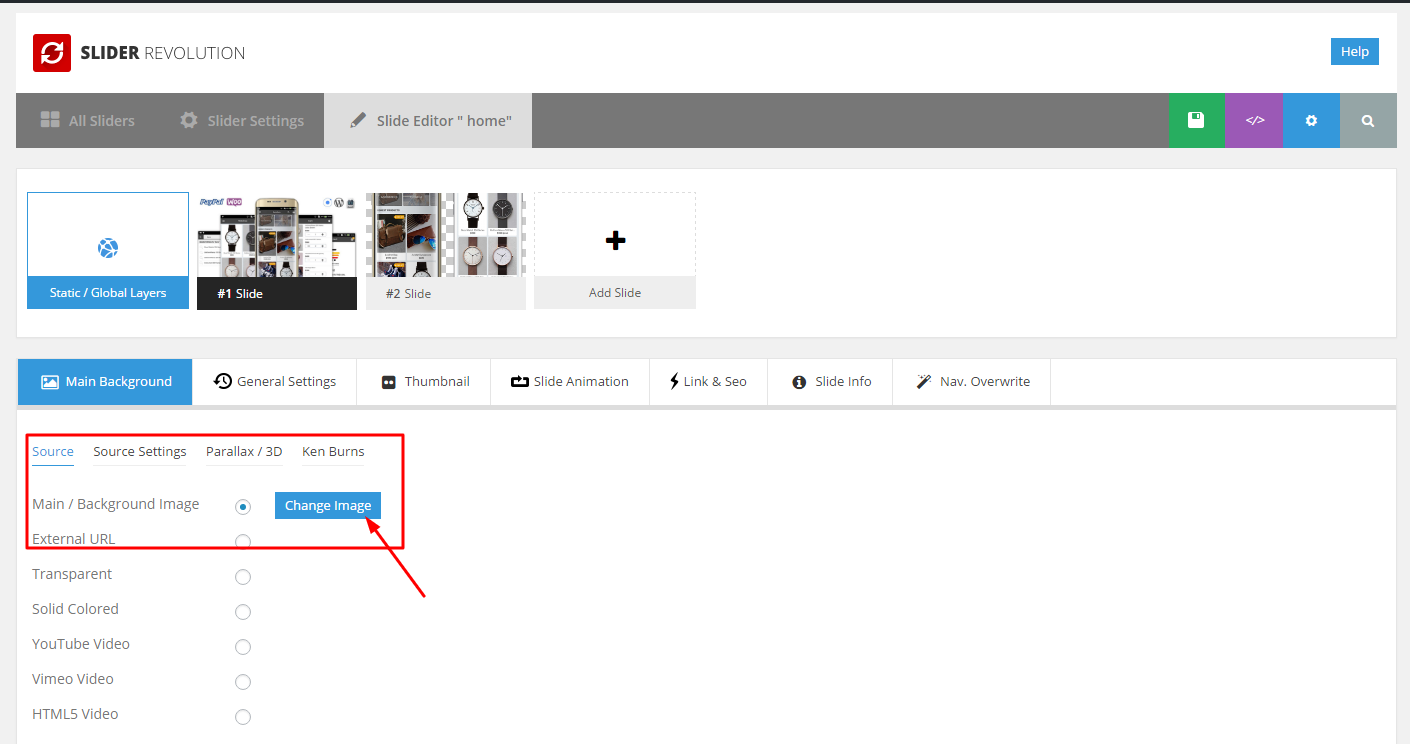 SLIDER REVOLUTION
Help
All Sliders
Slider Settings
Slide Editor " home"
</>
PayPal WOO
Static / Global Layers
#1 Slide
#2 Slide
Add Slide
Main Background
General Settings
Thumbnail
Slide Animation
Link & Seo
Slide Info
Nav. Overwrite
Source
Source Settings
Parallax / 3D
Ken Burns
Main / Background Image
Change Image
External URL
Transparent
Solid Colored
YouTube Video
Vimeo Video
HTML5 Video